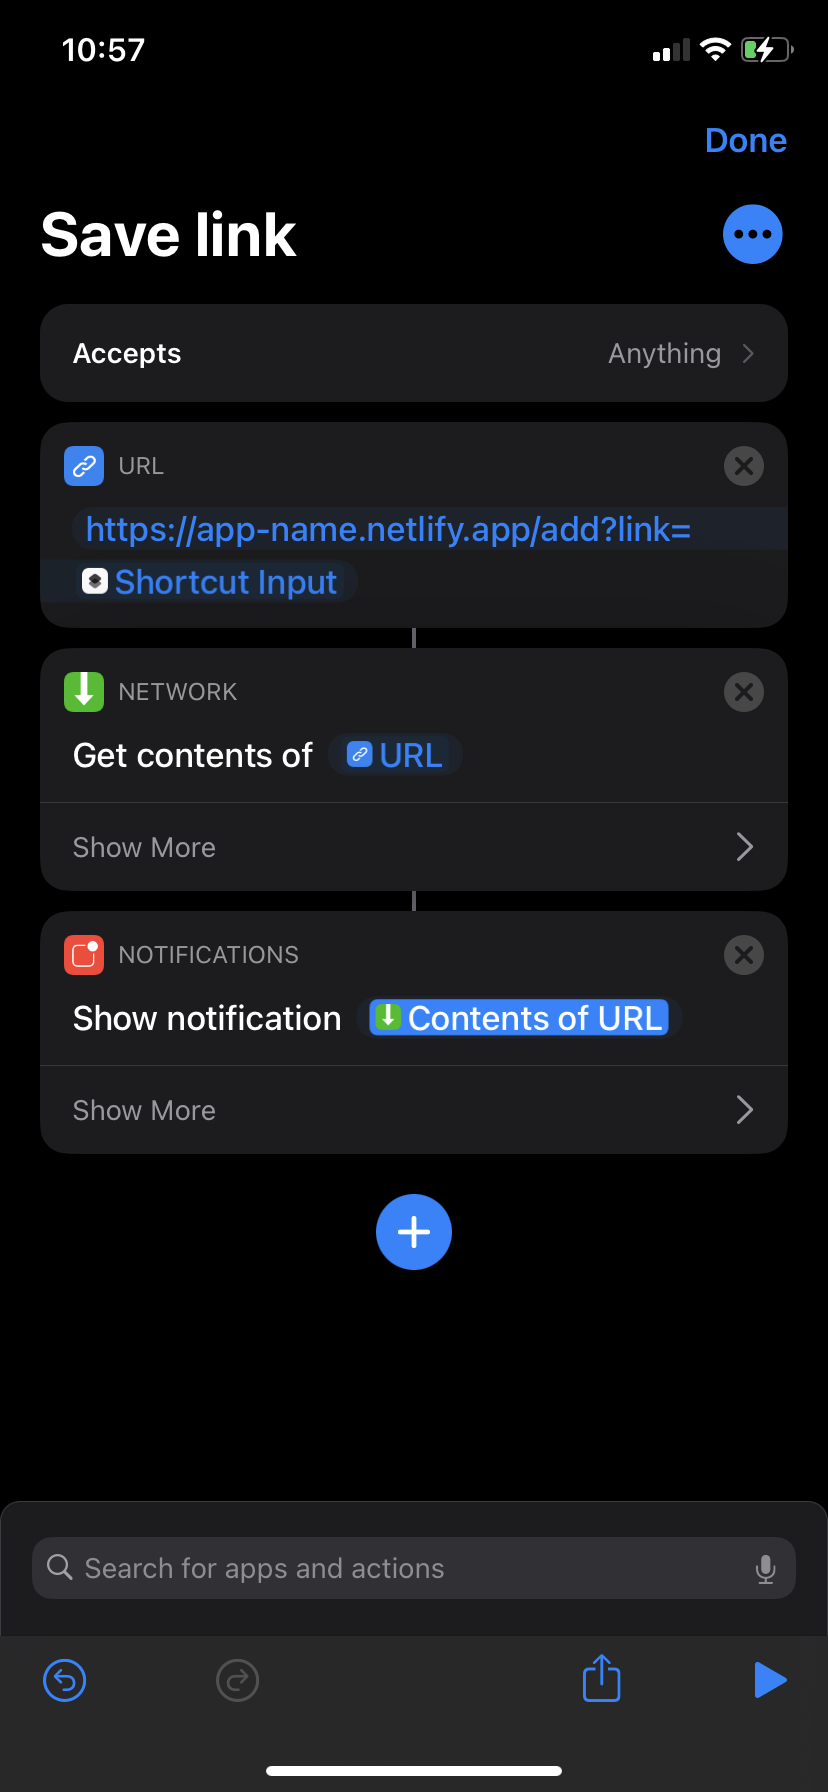 10:57
Done
Save link
Accepts
Anything
URL
https://app-name.netlify.app/add?link=
Shortcut Input
NETWORK
Get contents of URL
Show More
NOTIFICATIONS
Show notification Contents of URL
Show More
Search for apps and actions